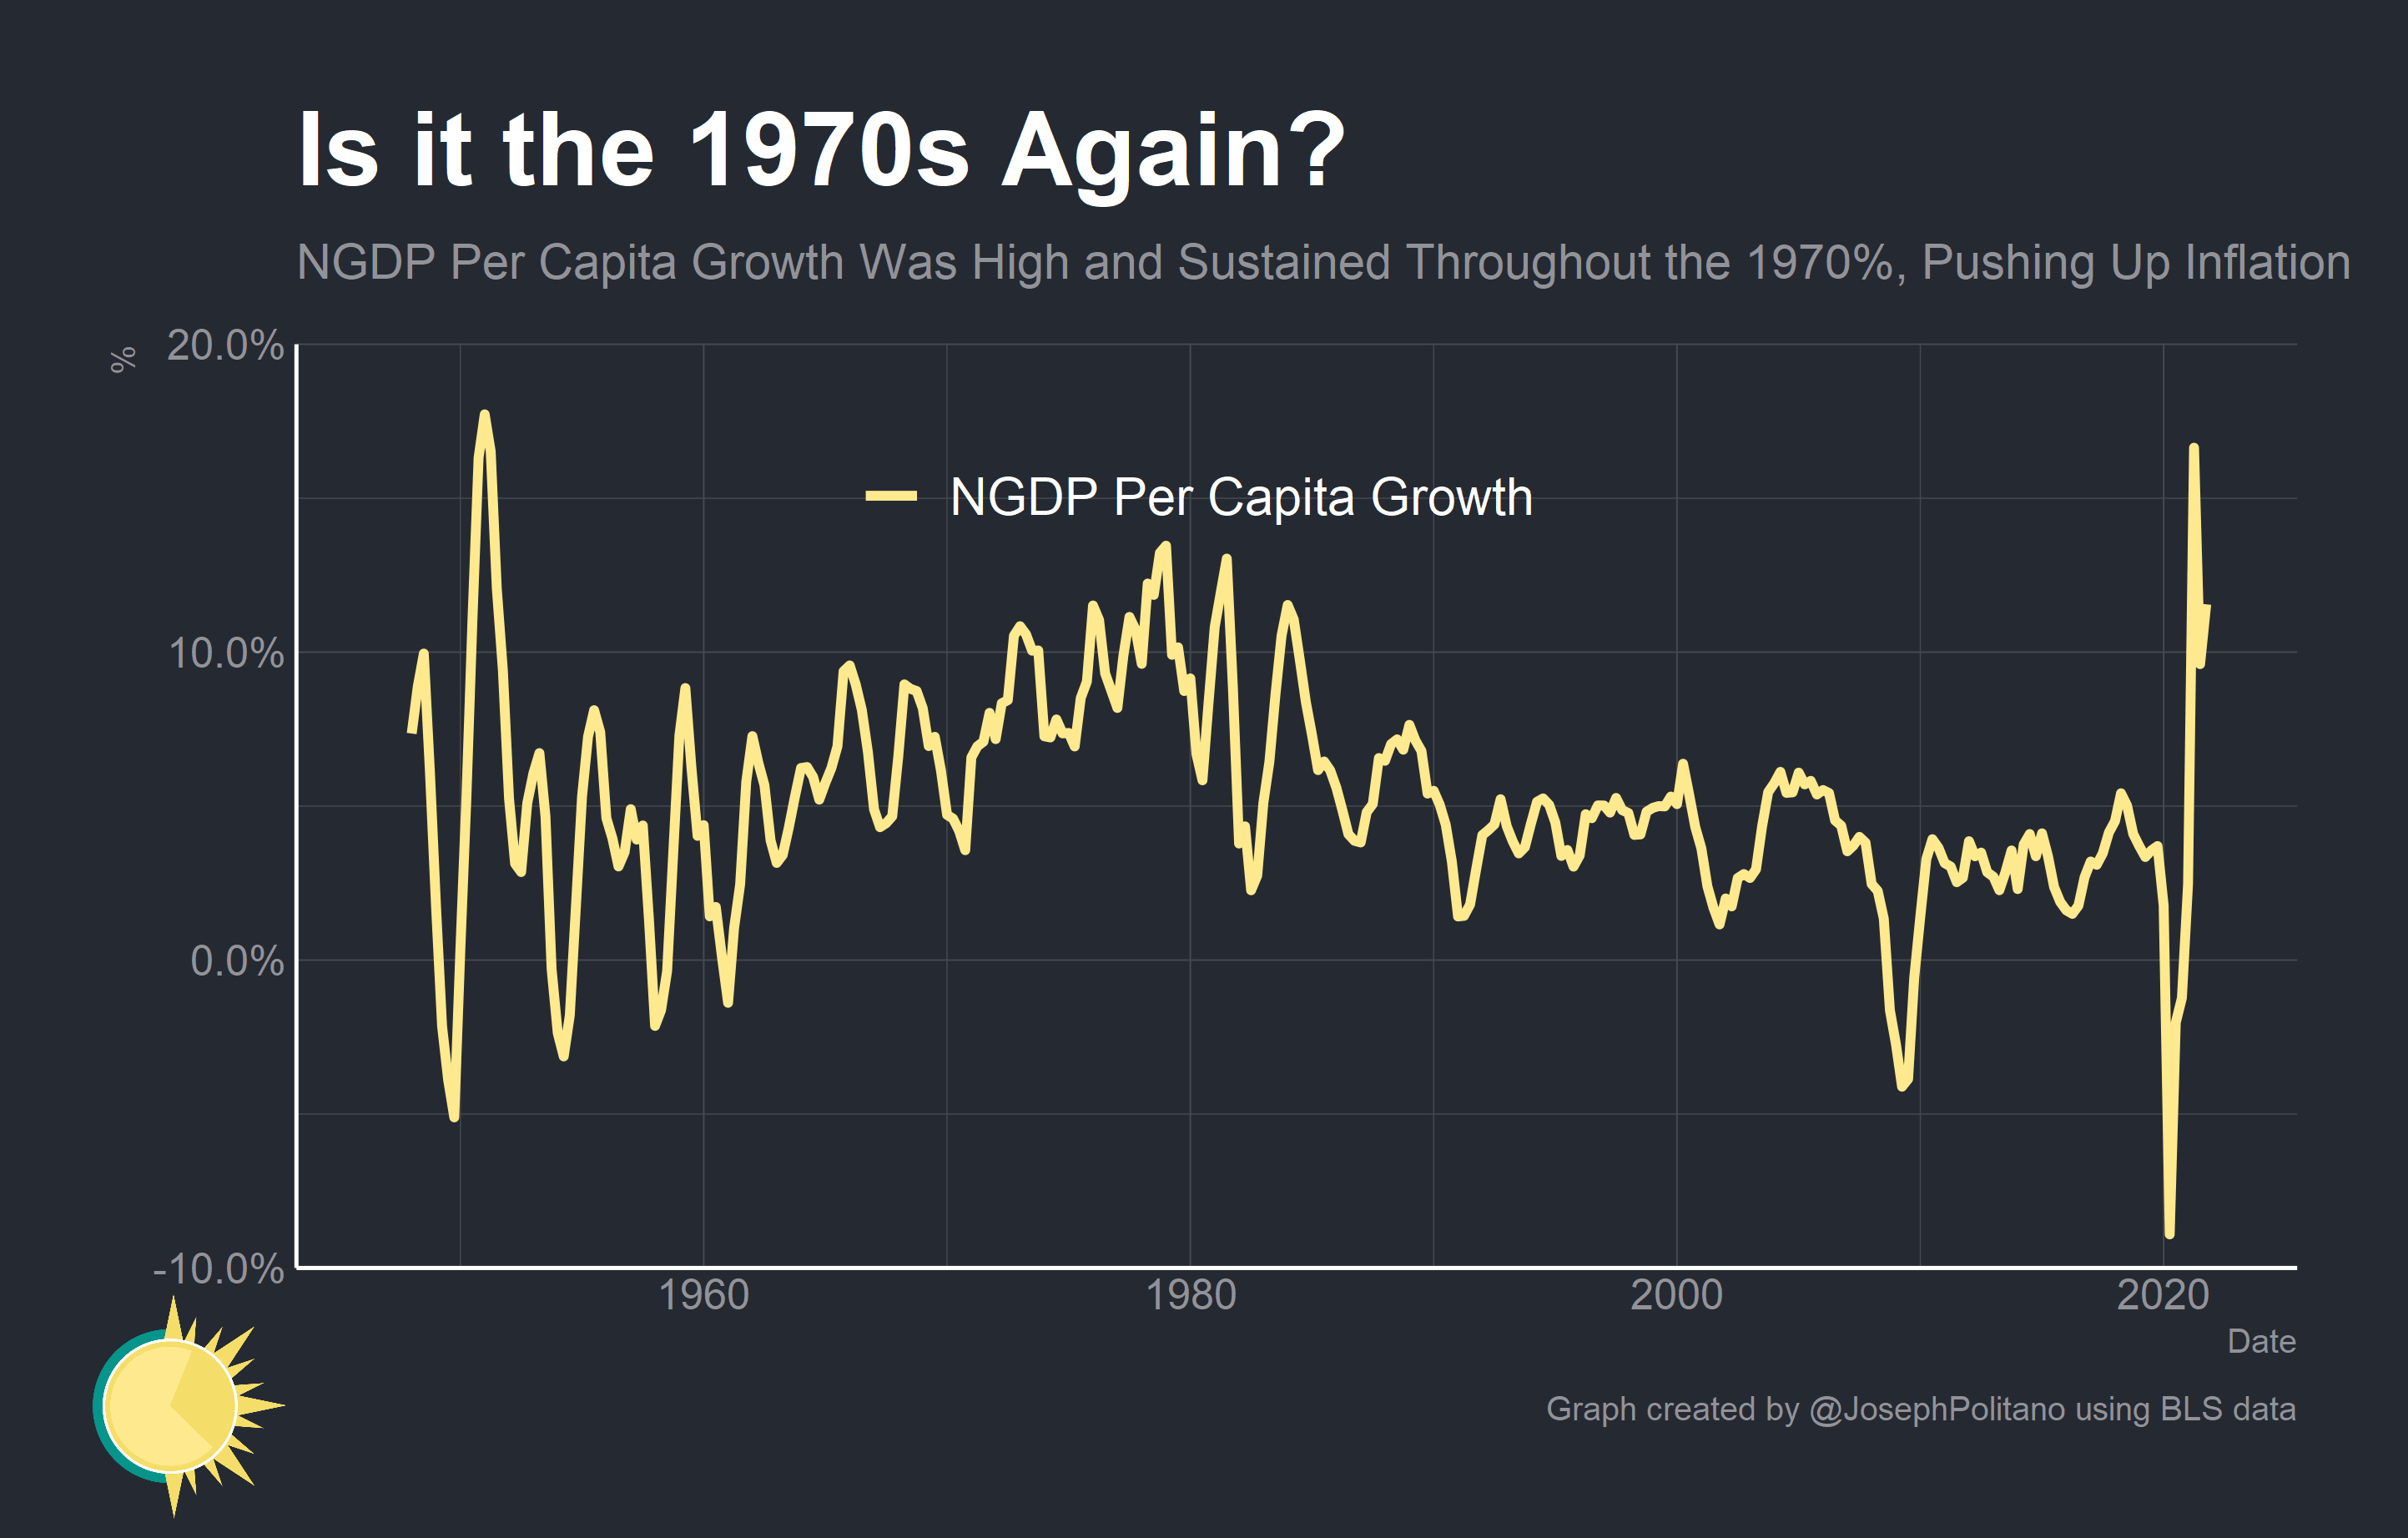 Is it the 1970s Again?
NGDP Per Capita Growth Was High and Sustained Throughout the 1970%, Pushing Up Inflation
%
20.0%
NGDP Per Capita Growth
10.0%
0.0%
-10.0%
1960
1980
2000
2020
Date
Graph created by @JosephPolitano using BLS data